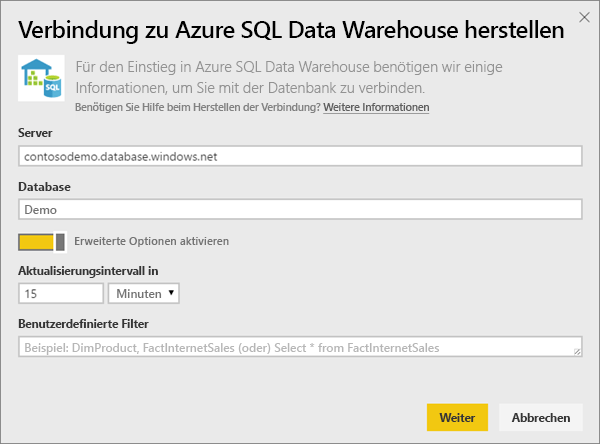 Verbindung zu Azure SQL Data Warehouse herstellen
SQL
Für den Einstieg in Azure SQL Data Warehouse benötigen wir einige
Informationen, um Sie mit der Datenbank zu verbinden.
Benötigen Sie Hilfe beim Herstellen der Verbindung? Weitere Informationen
Server
contosodemo.database.windows.net
Database
Demo
Erweiterte Optionen aktivieren
Aktualisierungsintervall in
15 Minuten
Benutzerdefinierte Filter
Beispiel: DimProduct, FactInternetSales (oder) Select * from FactInternetSales
Weiter Abbrechen